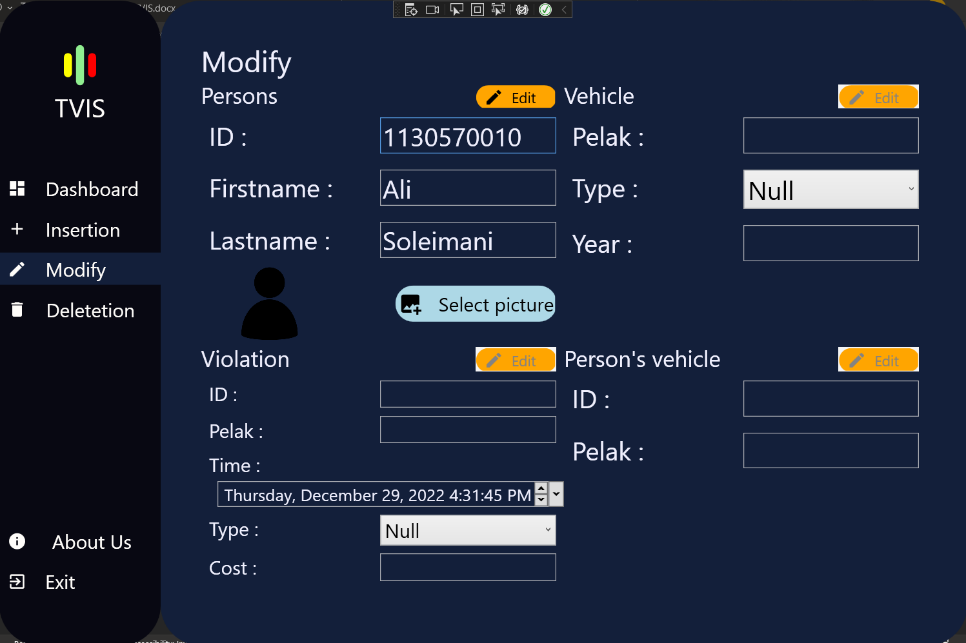 TVIS.docx
TVIS
Dashboard
Insertion
Modify
Deletetion
About Us
Exit
Modify
Persons
Edit
ID :
1130570010
Firstname :
Ali
Lastname :
Soleimani
Select picture
Vehicle
Edit
Pelak :
Type :
Null
Year :
Violation
Edit
ID :
Pelak :
Time :
Thursday, December 29, 2022 4:31:45 PM
Type :
Null
Cost :
Person's vehicle
Edit
ID :
Pelak :